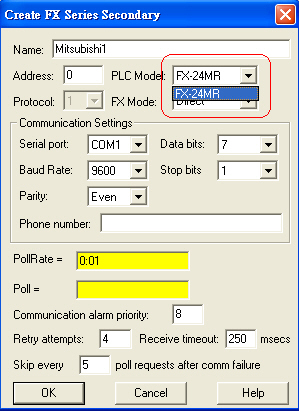 Create FX Series Secondary
Name: Mitsubishi1
Address: 0 PLC Model: FX-24MR
FX-24MR
Protocol: 1 FX Mode: Direct
Communication Settings
Serial port: COM1 Data bits: 7
Baud Rate: 9600 Stop bits 1
Parity: Even
Phone number:
PollRate = 0:01
Poll =
Communication alarm priority: 8
Retry attempts: 4 Receive timeout: 250 msecs
Skip every 5 poll requests after comm failure
OK Cancel Help